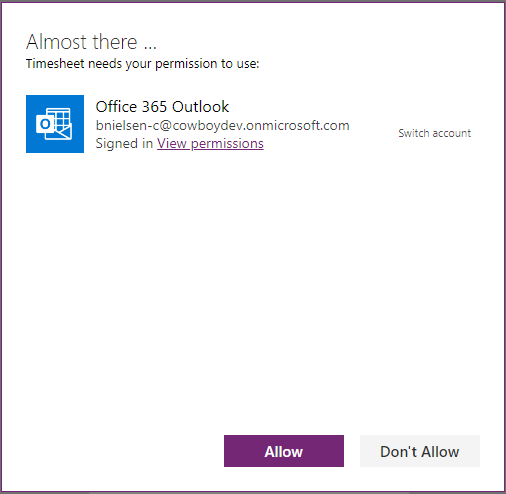 Almost there ...
Timesheet needs your permission to use:
Office 365 Outlook
bnielsen-c@cowboydev.onmicrosoft.com
Switch account
Signed in View permissions
Allow
Don't Allow